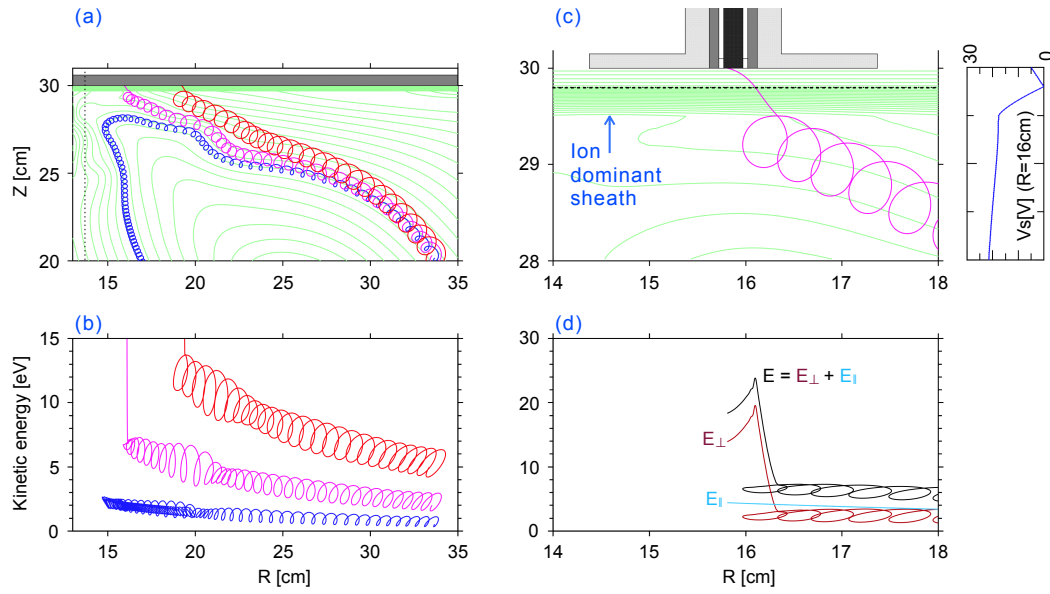 (a)
30
25
20
Z [cm]
15 20 25 30 35
(c)
30
29
28
Ion
dominant
sheath
14 15 16 17 18
30
0
Vs[V] (R=16cm)
(b)
15
10
5
0
Kinetic energy [eV]
15 20 25 30 35
R [cm]
(d)
30
20
10
0
E = E⊥ + E∥
E⊥
E∥
14 15 16 17 18
R [cm]